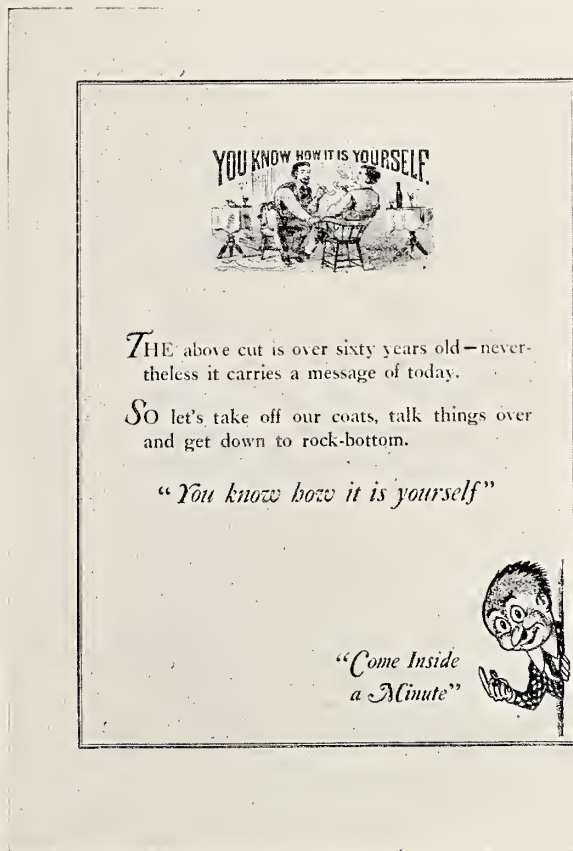 YOU KNOW HOW IT IS YOURSELF.
THE above cut is over sixty years old—never-
theless it carries a message of today.
SO let's take off our coats, talk things over
and get down to rock-bottom.
"You know how it is yourself"
"Come Inside
a Minute"